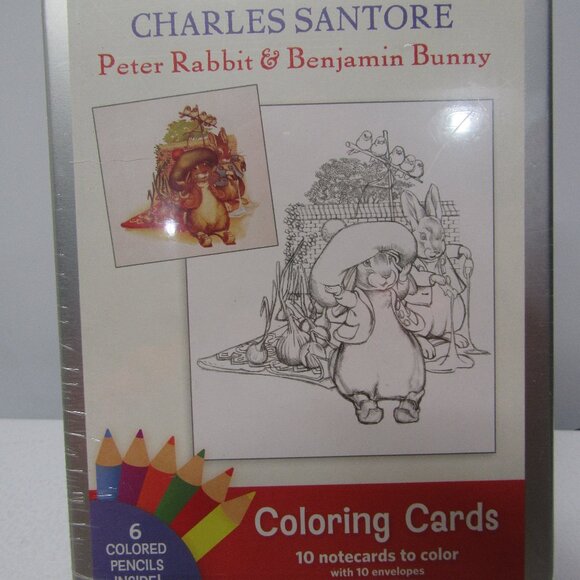 CHARLES SANTORE
Peter Rabbit & Benjamin Bunny
6
COLORED
PENCILS
INSIDE!
Coloring Cards
10 notecards to color
with 10 envelopes